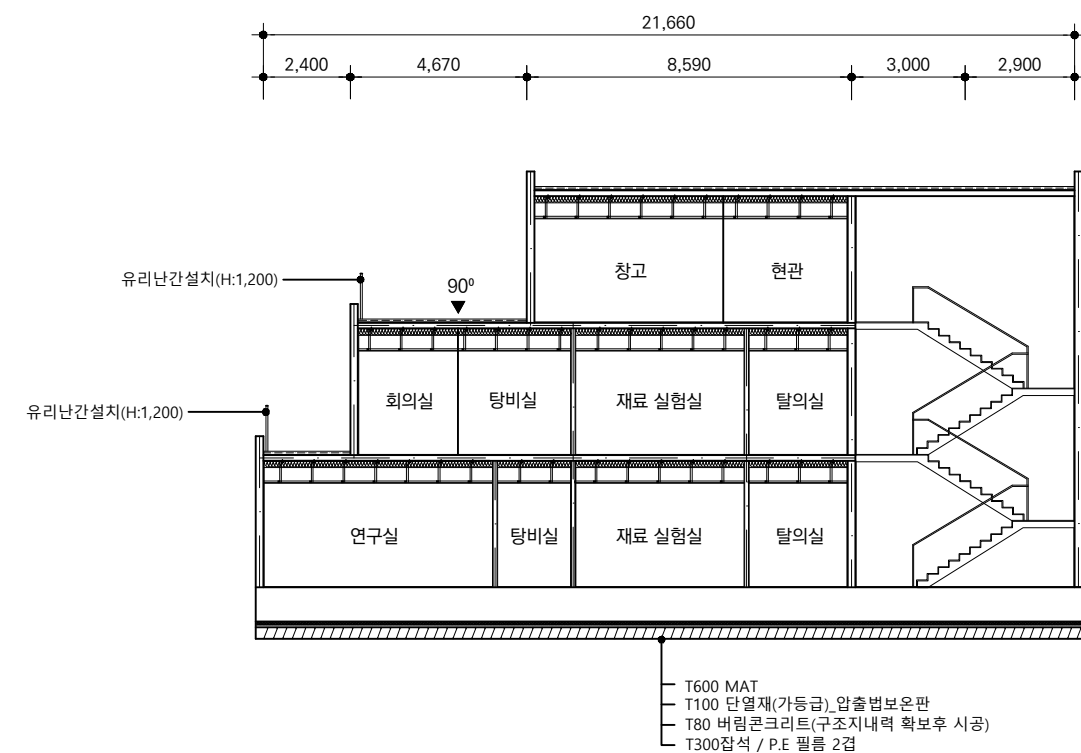 21,660
2,400 4,670 8,590 3,000 2,900
창고 현관
유리난간설치(H:1,200)
90⁰
회의실 탕비실 재료 실험실 탈의실
유리난간설치(H:1,200)
연구실 탕비실 재료 실험실 탈의실
T600 MAT
T100 단열재(가등급)_압출법보온판
T80 버림콘크리트(구조지내력 확보후 시공)
T300잡석 / P.E 필름 2겹